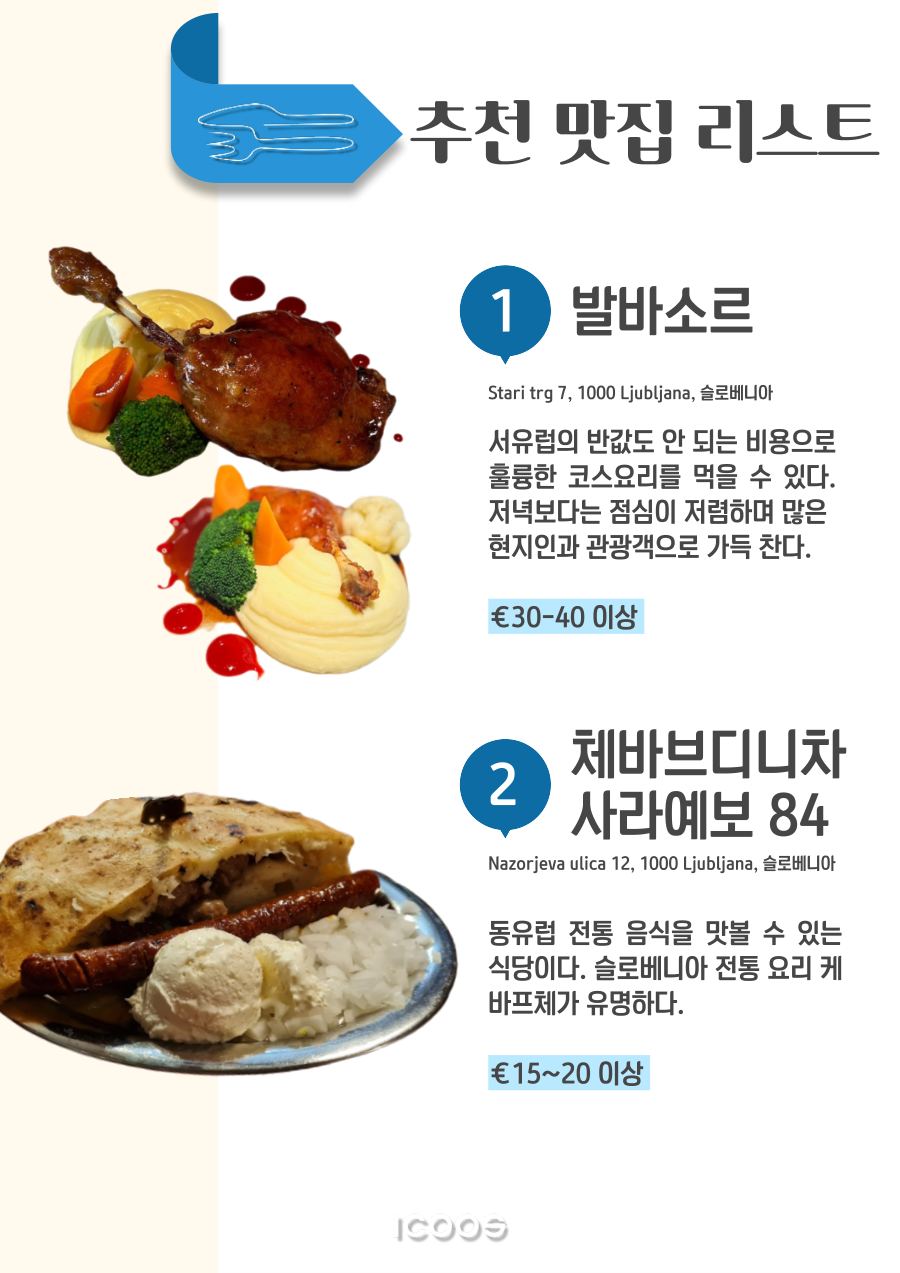 추천 맛집 리스트
1
발바소르
Stari trg 7, 1000 Ljubljana, 슬로베니아
서유럽의 반값도 안 되는 비용으로
훌륭한 코스요리를 먹을 수 있다.
저녁보다는 점심이 저렴하며 많은
현지인과 관광객으로 가득 찬다.
€30-40 이상
2
체바브디니차
사라예보 84
Nazorjeva ulica 12, 1000 Ljubljana, 슬로베니아
동유럽 전통 음식을 맛볼 수 있는
식당이다. 슬로베니아 전통 요리 케
바프체가 유명하다.
€15~20 이상
ICOOS